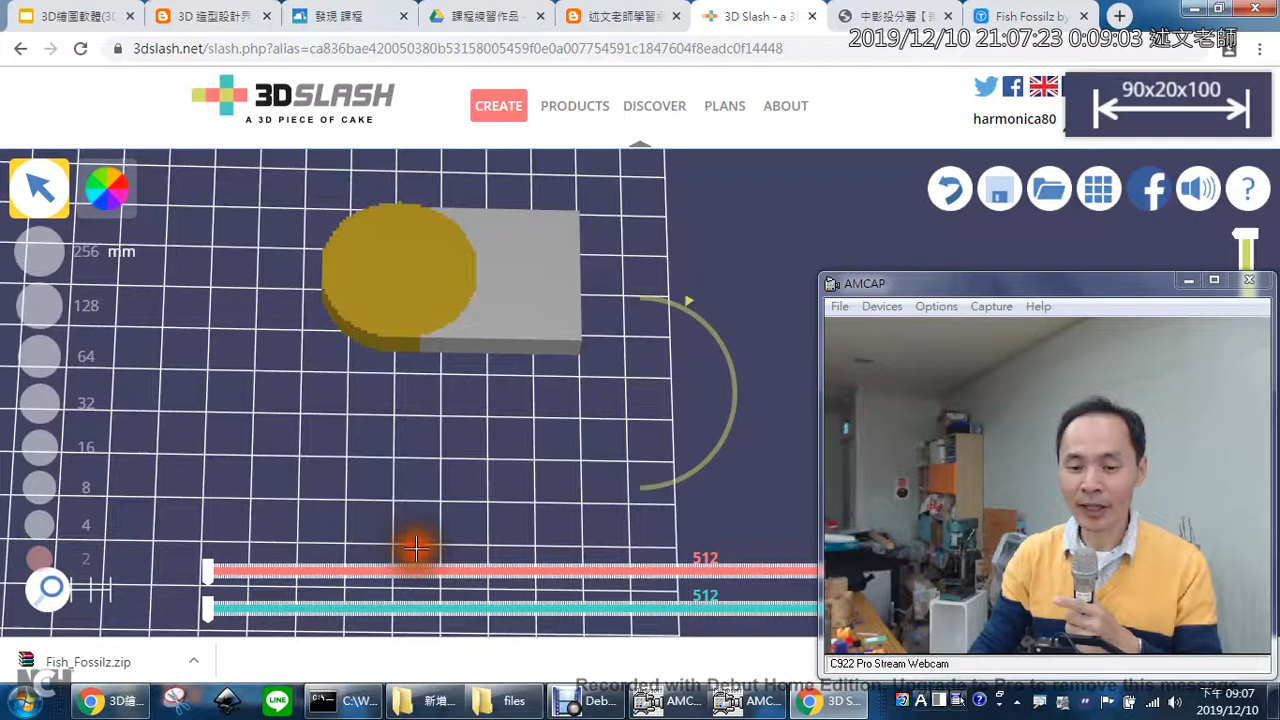 3D繪圖軟體(3D
3D 造型設計界
發現 課程
課程練習作品 -
述文老師學習網
3D Slash - a 3
中彰投分署【
Fish Fossilz by
3dslash.net/slash.php?alias=ca836bae420050380b53158005459f0e0a007754591c1847604f8eadc0f14448
2019/12/10 21:07:23 0:09:03 述文老師
3DSLASH
A 3D PIECE OF CAKE
CREATE
PRODUCTS
DISCOVER
PLANS
ABOUT
harmonica80
90x20x100
256 mm
128
64
32
16
8
4
2
512
512
AMCAP
File Devices Options Capture Help
C922 Pro Stream Webcam
Fish_Fossilz.zip
NCH
Recorded with Debut Home Edition. Upgrade to Pro to remove this message
3D信
LINE
C:\W...
新增...
files
Deb...
AMC...
AMC...
3D S...
下午 09:07
2019/12/10